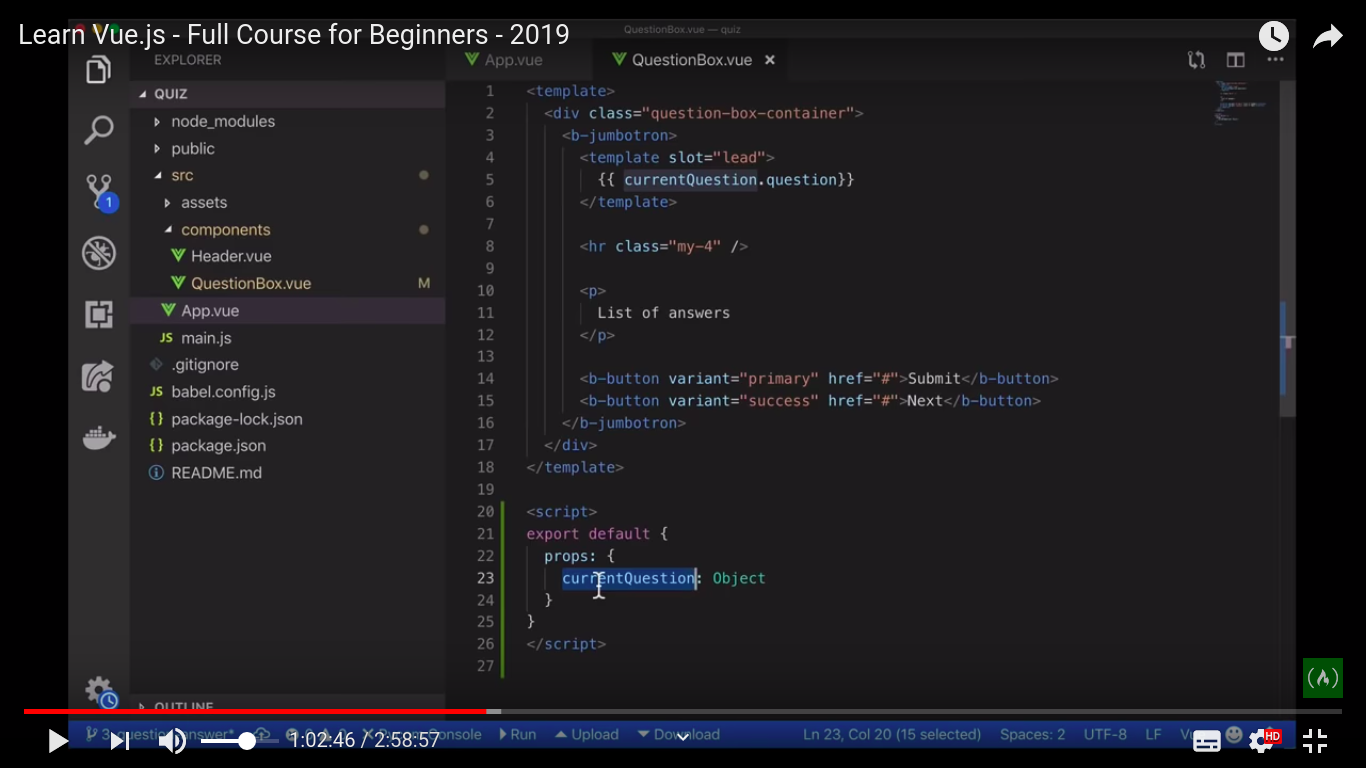 Learn Vue.js - Full Course for Beginners - 2019
QuestionBox.vue — quiz
EXPLORER
App.vue
QuestionBox.vue
QUIZ
node_modules
public
src
assets
components
Header.vue
QuestionBox.vue M
App.vue
JS main.js
.gitignore
JS babel.config.js
{} package-lock.json
{} package.json
README.md
OUTLINE
1
1 <template>
2 <div class="question-box-container">
3 <b-jumbotron>
4 <template slot="lead">
5 {{ currentQuestion.question}}
6 </template>
7
8 <hr class="my-4" />
9
10 <p>
11 List of answers
12 </p>
13
14 <b-button variant="primary" href="#">Submit</b-button>
15 <b-button variant="success" href="#">Next</b-button>
16 </b-jumbotron>
17 </div>
18 </template>
19
20 <script>
21 export default {
22 props: {
23 currentQuestion: Object
24 }
25 }
26 </script>
27
Run
Upload
Download
Ln 23, Col 20 (15 selected)
Spaces: 2
UTF-8
LF
1:02:46 / 2:58:57
HD